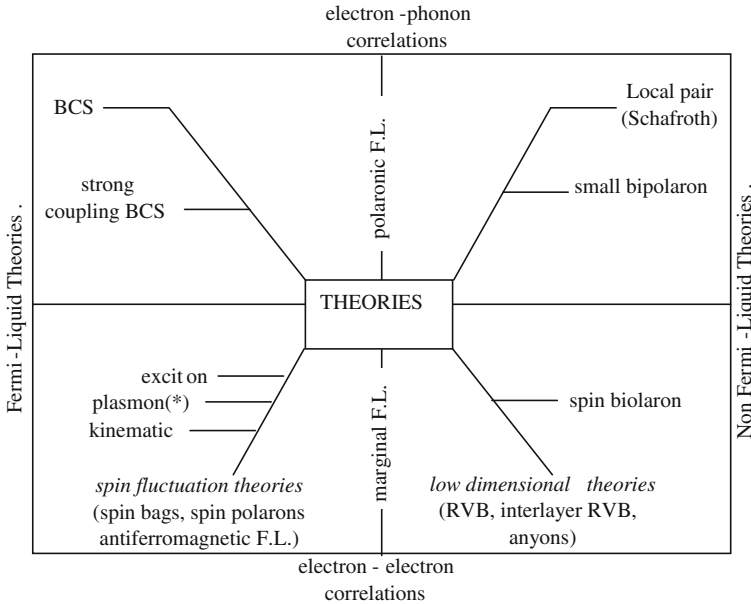 electron -phonon
correlations
BCS
Local pair
(Schafroth)
strong
coupling BCS
small bipolaron
polaronic F.L.
Fermi -Liquid Theories .
THEORIES
Non Fermi -Liquid Theories .
exciton
plasmon(*)
kinematic
spin biolaron
marginal F.L.
spin fluctuation theories
(spin bags, spin polarons
antiferromagnetic F.L.)
low dimensional theories
(RVB, interlayer RVB,
anyons)
electron - electron
correlations